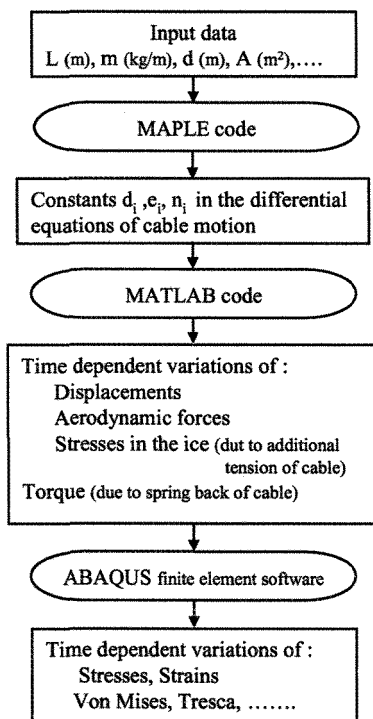 Input data
L (m), m (kg/m), d (m), A (m²),....
MAPLE code
Constants dᵢ ,eᵢ, nᵢ in the differential
equations of cable motion
MATLAB code
Time dependent variations of :
Displacements
Aerodynamic forces
Stresses in the ice (dut to additional
tension of cable)
Torque (due to spring back of cable)
ABAQUS finite element software
Time dependent variations of :
Stresses, Strains
Von Mises, Tresca, .......